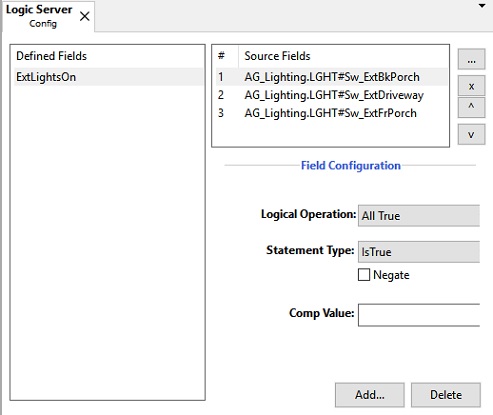 Logic Server
Config
Defined Fields
ExtLightsOn
# Source Fields
1 AG_Lighting.LGHT#Sw_ExtBkPorch
2 AG_Lighting.LGHT#Sw_ExtDriveway
3 AG_Lighting.LGHT#Sw_ExtFrPorch
...
x
^
v
Field Configuration
Logical Operation: All True
Statement Type: IsTrue
Negate
Comp Value:
Add... Delete